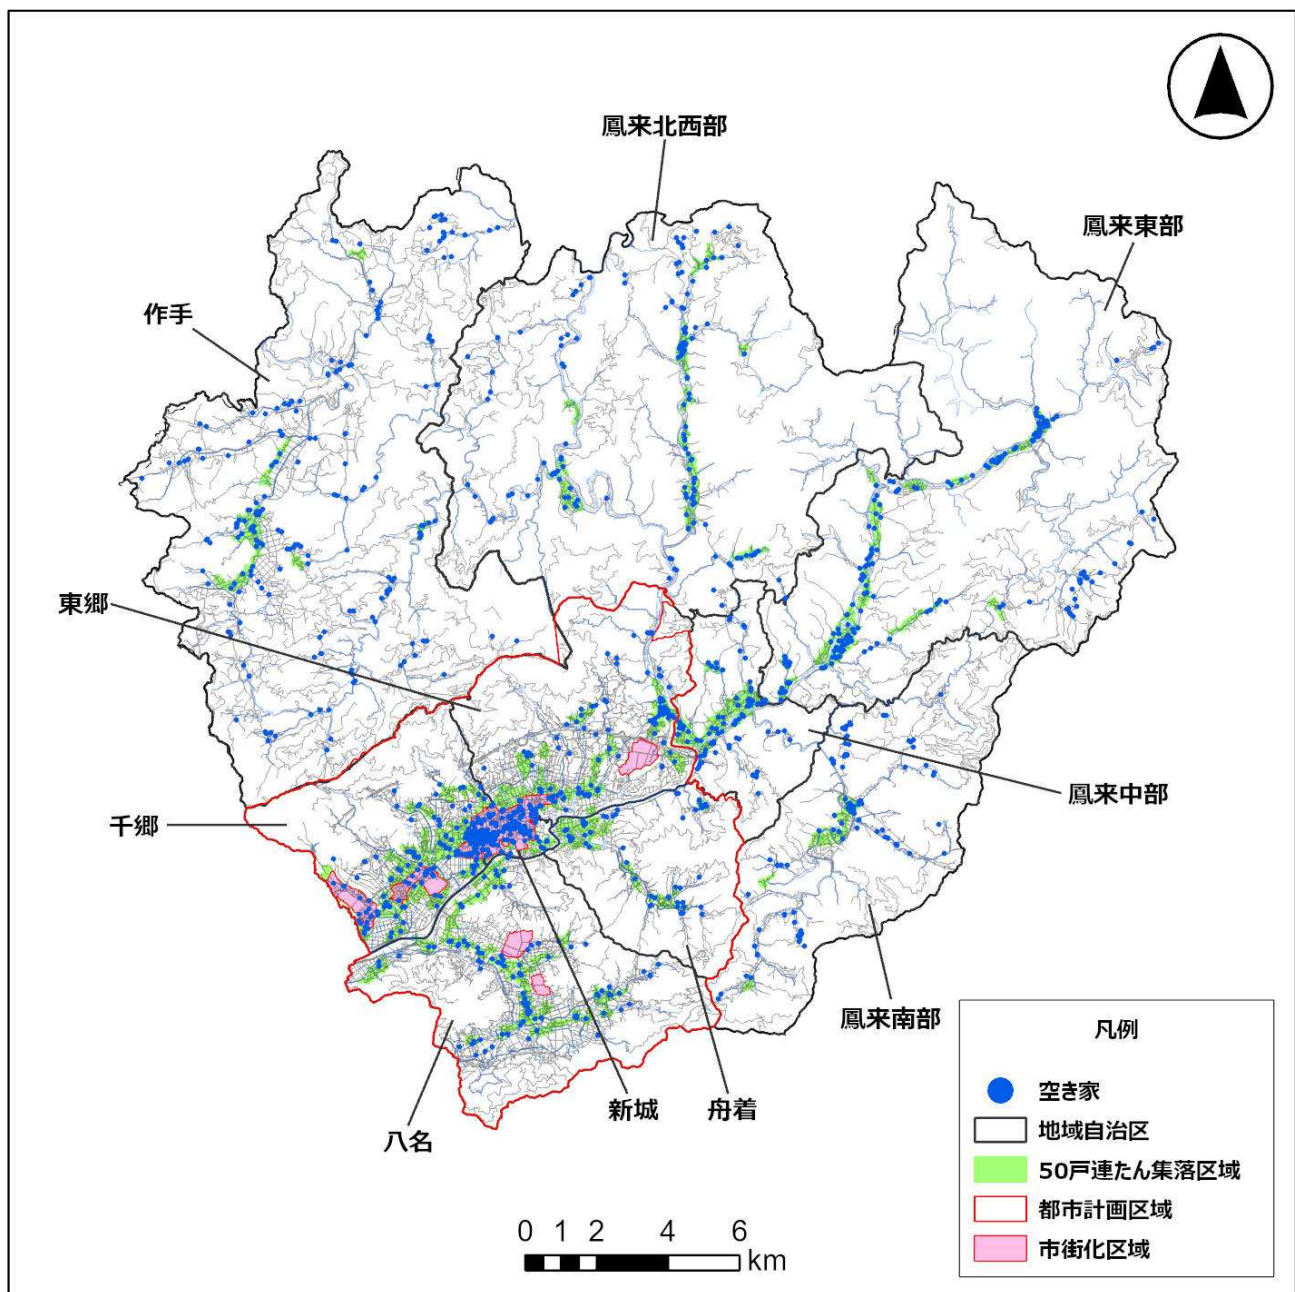 鳳来北西部
鳳来東部
作手
東郷
千郷
鳳来中部
鳳来南部
八名
新城
舟着
凡例
空き家
地域自治区
50戸連たん集落区域
都市計画区域
市街化区域
0 1 2 4 6
km